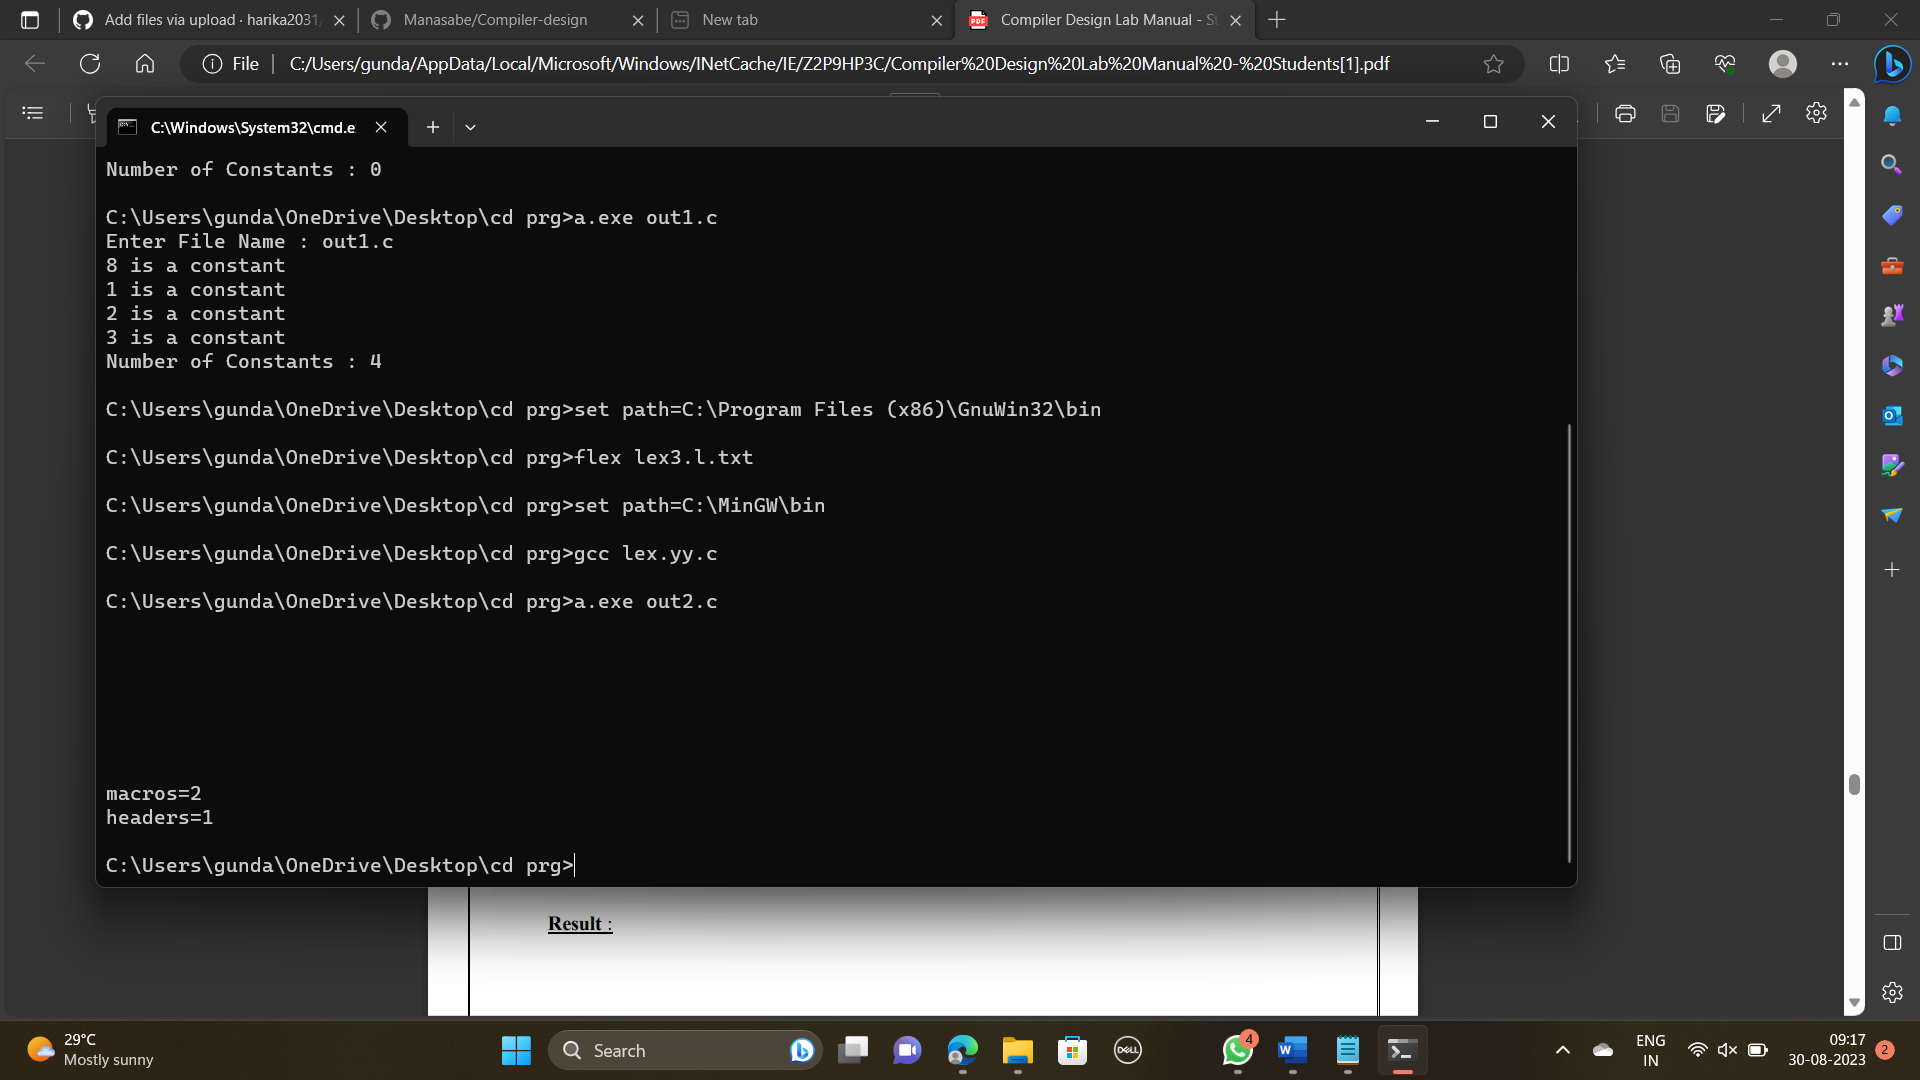 Add files via upload · harika2031/
Manasabe/Compiler-design
New tab
Compiler Design Lab Manual - St
File
C:/Users/gunda/AppData/Local/Microsoft/Windows/INetCache/IE/Z2P9HP3C/Compiler%20Design%20Lab%20Manual%20-%20Students[1].pdf
C:\Windows\System32\cmd.e
Number of Constants : 0
C:\Users\gunda\OneDrive\Desktop\cd prg>a.exe out1.c
Enter File Name : out1.c
8 is a constant
1 is a constant
2 is a constant
3 is a constant
Number of Constants : 4
C:\Users\gunda\OneDrive\Desktop\cd prg>set path=C:\Program Files (x86)\GnuWin32\bin
C:\Users\gunda\OneDrive\Desktop\cd prg>flex lex3.l.txt
C:\Users\gunda\OneDrive\Desktop\cd prg>set path=C:\MinGW\bin
C:\Users\gunda\OneDrive\Desktop\cd prg>gcc lex.yy.c
C:\Users\gunda\OneDrive\Desktop\cd prg>a.exe out2.c
macros=2
headers=1
C:\Users\gunda\OneDrive\Desktop\cd prg>
Result :
29°C
Mostly sunny
Search
DELL
4
ENG
IN
09:17
30-08-2023
2